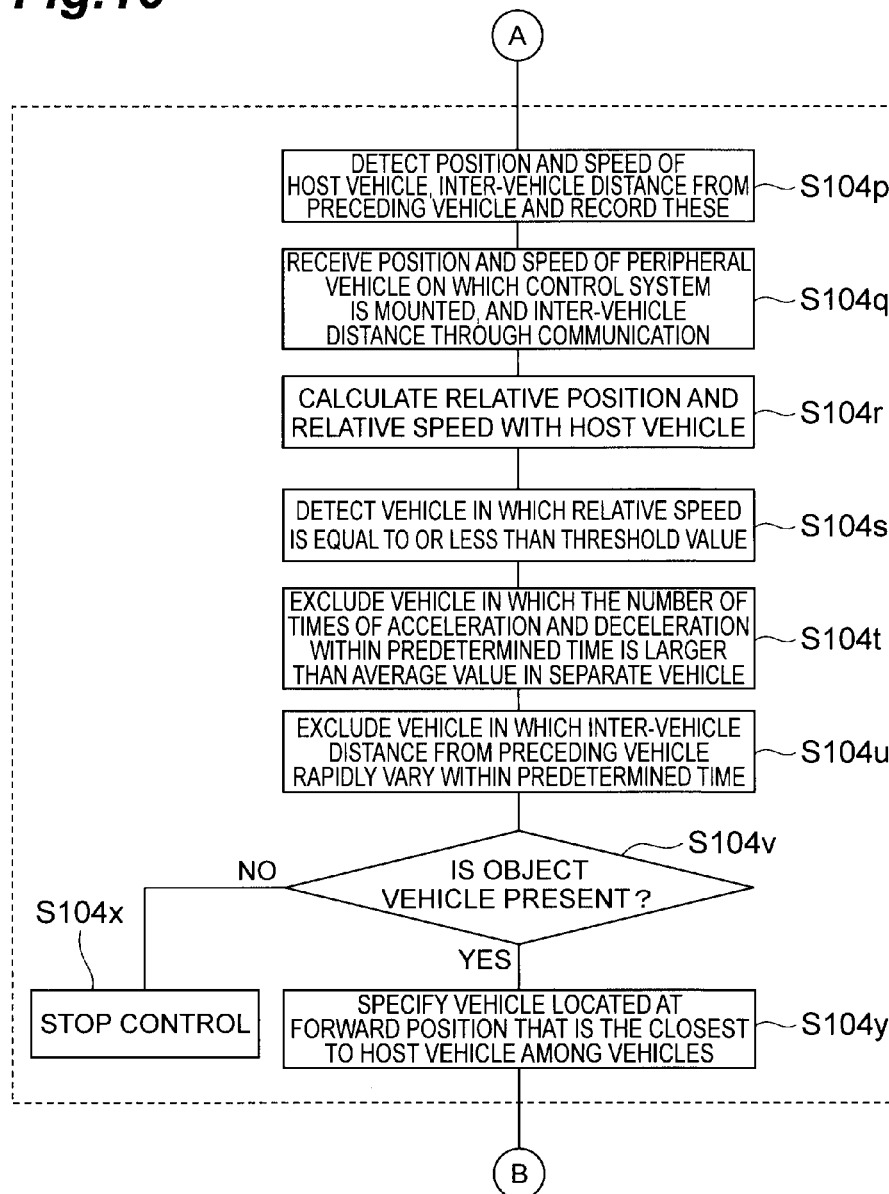 A
DETECT POSITION AND SPEED OF
HOST VEHICLE, INTER-VEHICLE DISTANCE FROM
PRECEDING VEHICLE AND RECORD THESE
S104p
RECEIVE POSITION AND SPEED OF PERIPHERAL
VEHICLE ON WHICH CONTROL SYSTEM
IS MOUNTED, AND INTER-VEHICLE
DISTANCE THROUGH COMMUNICATION
S104q
CALCULATE RELATIVE POSITION AND
RELATIVE SPEED WITH HOST VEHICLE
S104r
DETECT VEHICLE IN WHICH RELATIVE SPEED
IS EQUAL TO OR LESS THAN THRESHOLD VALUE
S104s
EXCLUDE VEHICLE IN WHICH THE NUMBER OF
TIMES OF ACCELERATION AND DECELERATION
WITHIN PREDETERMINED TIME IS LARGER
THAN AVERAGE VALUE IN SEPARATE VEHICLE
S104t
EXCLUDE VEHICLE IN WHICH INTER-VEHICLE
DISTANCE FROM PRECEDING VEHICLE
RAPIDLY VARY WITHIN PREDETERMINED TIME
S104u
S104v
IS OBJECT
VEHICLE PRESENT?
NO
YES
S104x
STOP CONTROL
SPECIFY VEHICLE LOCATED AT
FORWARD POSITION THAT IS THE CLOSEST
TO HOST VEHICLE AMONG VEHICLES
S104y
B